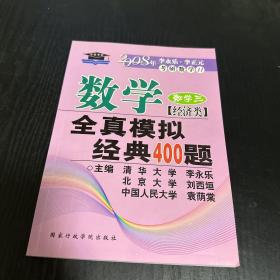 2008年 李永乐·李正元
考研数学
数学
数学三
【经济类】
全真模拟
经典400题
◇主编 清华大学 李永乐
北京大学 刘西垣
中国人民大学 袁荫棠
国家行政学院出版社